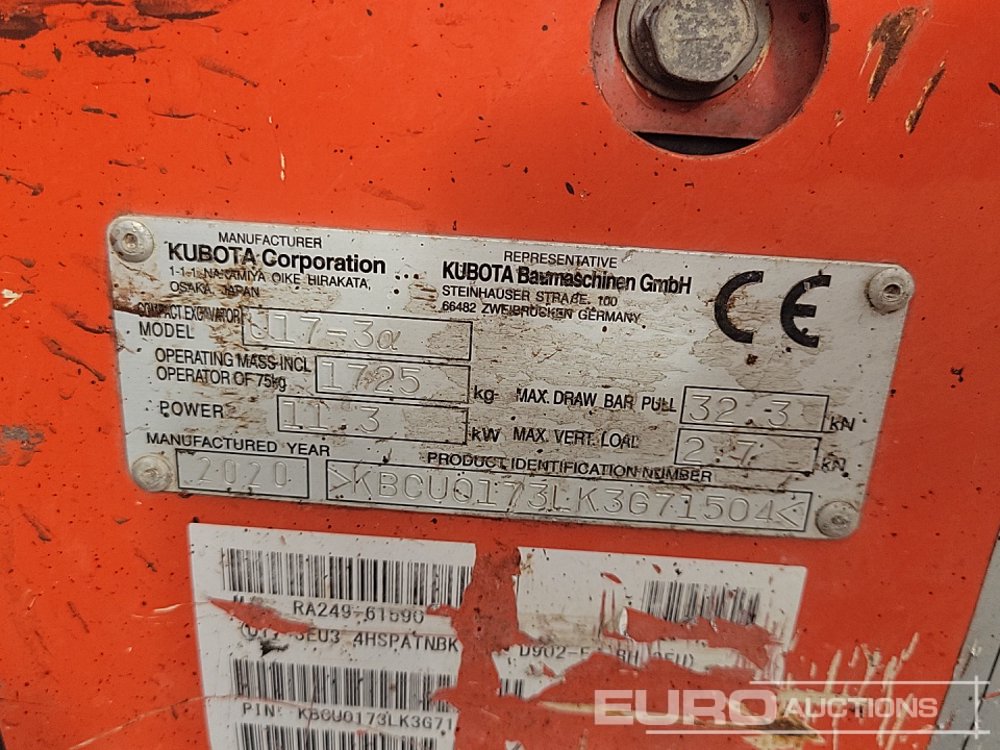 MANUFACTURER
KUBOTA Corporation
1-1-1, NAKAMIYA OIKE, HIRAKATA,
OSAKA, JAPAN
REPRESENTATIVE
KUBOTA Baumaschinen GmbH
STEINHAUSER STRAßE, 100
66482 ZWEIBRÜCKEN GERMANY
CE
COMPACT EXCAVATOR
MODEL U17-3α
OPERATING MASS INCL
OPERATOR OF 75kg 1725 kg
MAX. DRAW BAR PULL 32.3 kN
POWER 11.3 kW
MAX. VERT. LOAD 2.7 kN
MANUFACTURED YEAR
2020
PRODUCT IDENTIFICATION NUMBER
>KBCU0173LK3G71504<
RA249-61690
4HSPATNBK
PIN: KBCU0173LK3G71
EURO AUCTIONS